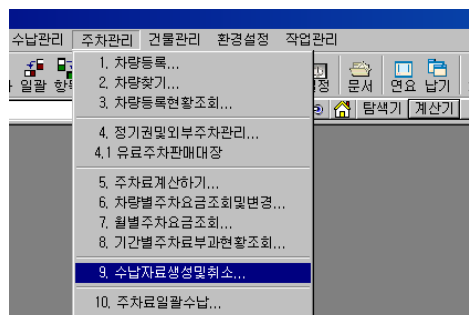 수납관리 주차관리 건물관리 환경설정 작업관리
일괄
정 문서 연요 납기
탐색기 계산기
1. 차량등록...
2. 차량찾기...
3. 차량등록현황조회...
4. 정기권및외부주차관리...
4.1 유료주차판매대장
5. 주차료계산하기...
6. 차량별주차요금조회및변경...
7. 월별주차요금조회...
8. 기간별주차료부과현황조회...
9. 수납자료생성및취소...
10. 주차료일괄수납...